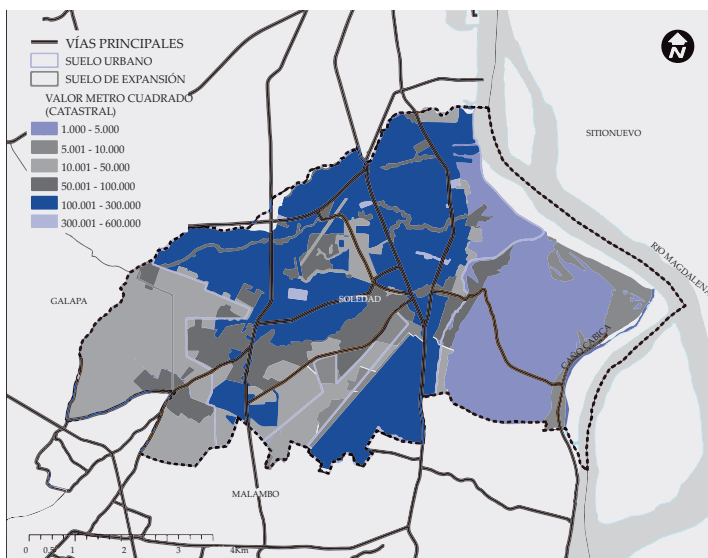 VÍAS PRINCIPALES
SUELO URBANO
SUELO DE EXPANSIÓN
VALOR METRO CUADRADO
(CATASTRAL)
1.000 - 5.000
5.001 - 10.000
10.001 - 50.000
50.001 - 100.000
100.001 - 300.000
300.001 - 600.000
N
SITIONUEVO
RIO MAGDALENA
GALAPA
SOLEDAD
CAÑO CABICA
MALAMBO
0 0,5 1 2 3 4Km